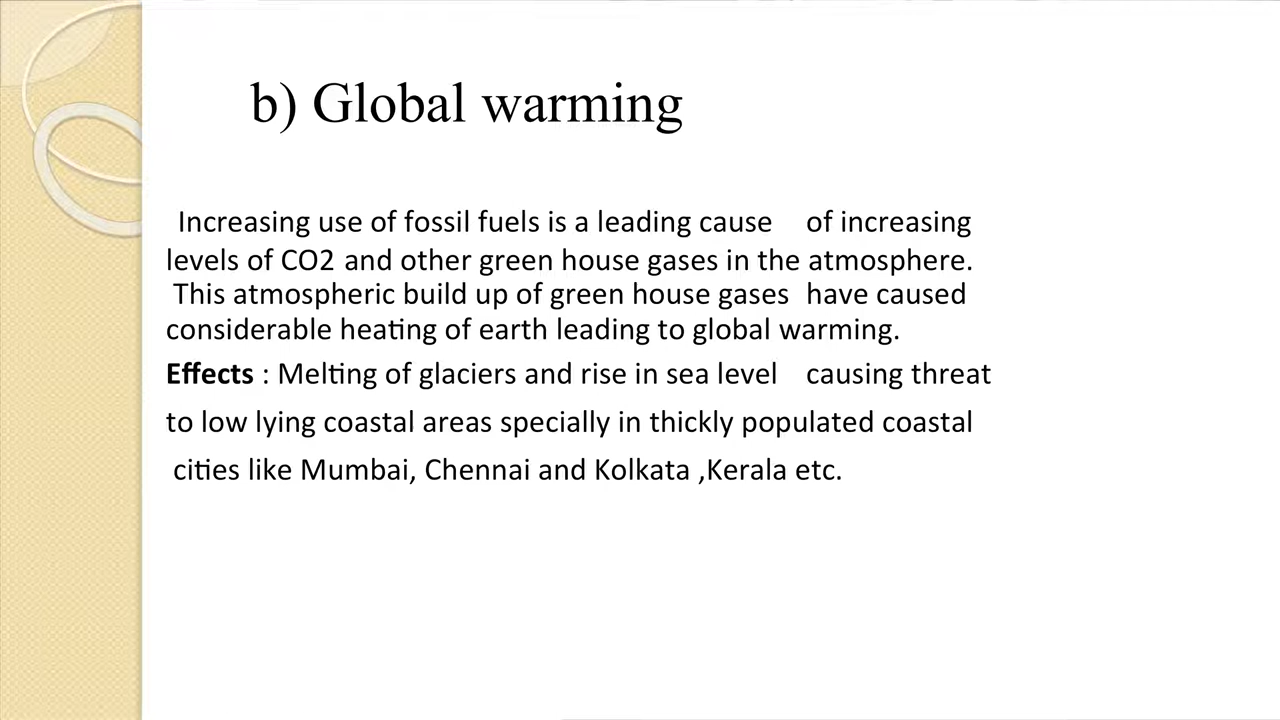 b) Global warming
Increasing use of fossil fuels is a leading cause of increasing
levels of CO2 and other green house gases in the atmosphere.
This atmospheric build up of green house gases have caused
considerable heating of earth leading to global warming.
Effects : Melting of glaciers and rise in sea level causing threat
to low lying coastal areas specially in thickly populated coastal
cities like Mumbai, Chennai and Kolkata ,Kerala etc.